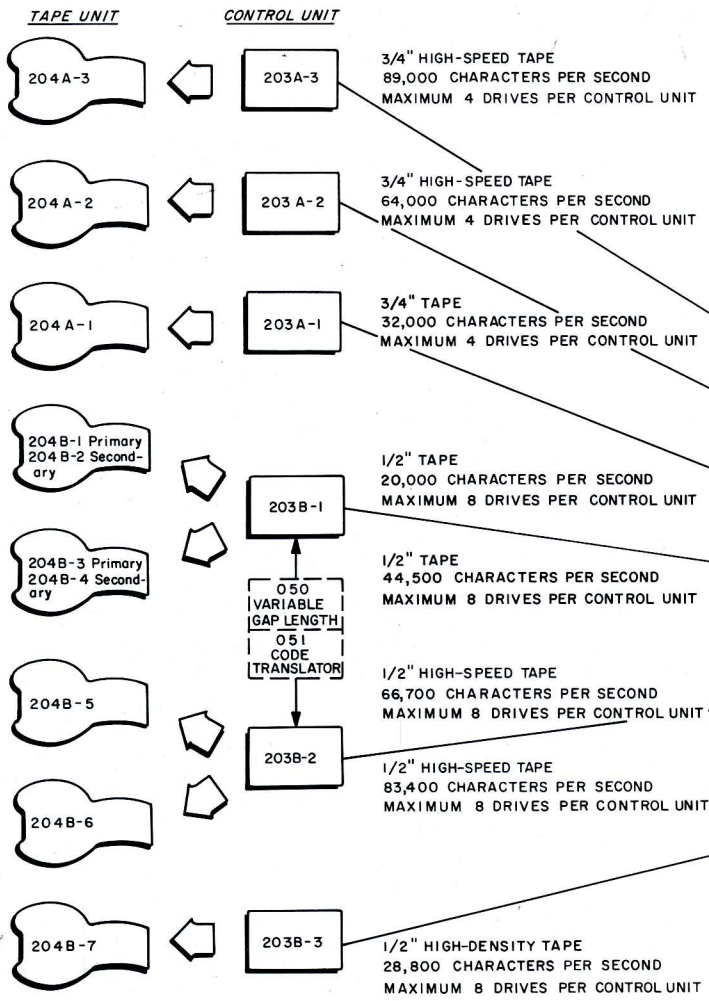 TAPE UNIT
CONTROL UNIT
204A-3
203A-3
3/4" HIGH-SPEED TAPE
89,000 CHARACTERS PER SECOND
MAXIMUM 4 DRIVES PER CONTROL UNIT
204A-2
203A-2
3/4" HIGH-SPEED TAPE
64,000 CHARACTERS PER SECOND
MAXIMUM 4 DRIVES PER CONTROL UNIT
204A-1
203A-1
3/4" TAPE
32,000 CHARACTERS PER SECOND
MAXIMUM 4 DRIVES PER CONTROL UNIT
204B-1 Primary
204B-2 Second-
ary
203B-1
1/2" TAPE
20,000 CHARACTERS PER SECOND
MAXIMUM 8 DRIVES PER CONTROL UNIT
204B-3 Primary
204B-4 Second-
ary
1/2" TAPE
44,500 CHARACTERS PER SECOND
MAXIMUM 8 DRIVES PER CONTROL UNIT
050
VARIABLE
GAP LENGTH
051
CODE
TRANSLATOR
204B-5
203B-2
1/2" HIGH-SPEED TAPE
66,700 CHARACTERS PER SECOND
MAXIMUM 8 DRIVES PER CONTROL UNIT
204B-6
1/2" HIGH-SPEED TAPE
83,400 CHARACTERS PER SECOND
MAXIMUM 8 DRIVES PER CONTROL UNIT
204B-7
203B-3
1/2" HIGH-DENSITY TAPE
28,800 CHARACTERS PER SECOND
MAXIMUM 8 DRIVES PER CONTROL UNIT